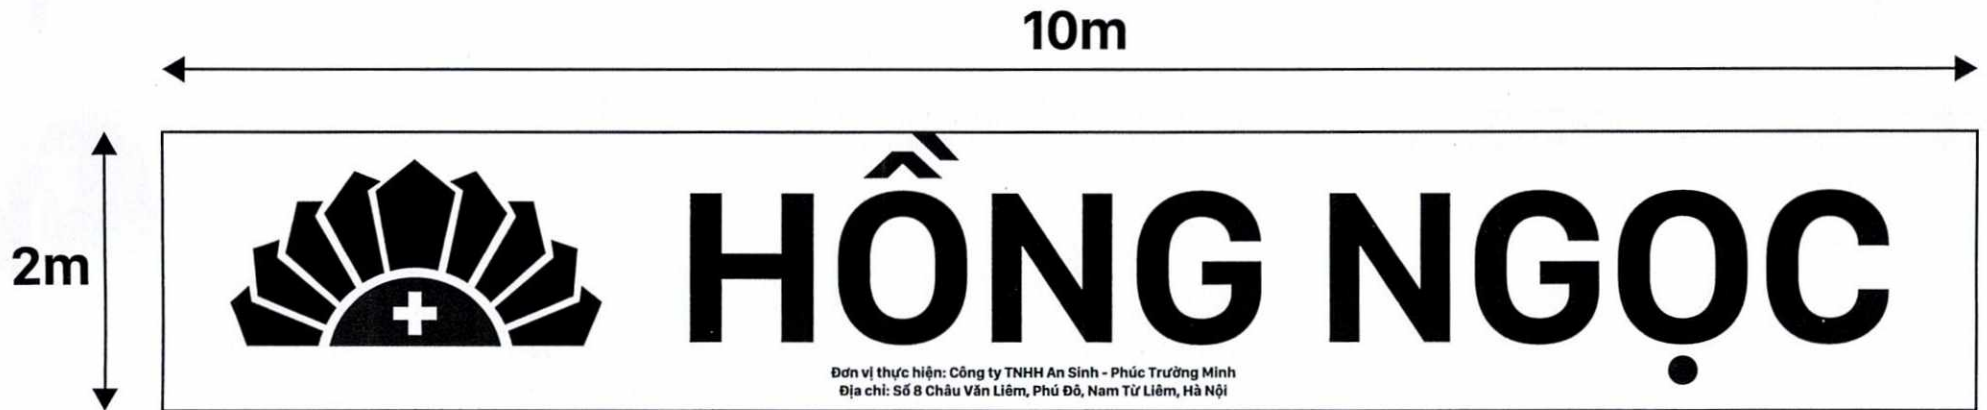 10m
2m
HỒNG NGỌC
Đơn vị thực hiện: Công ty TNHH An Sinh - Phúc Trường Minh
Địa chỉ: Số 8 Châu Văn Liêm, Phú Đô, Nam Từ Liêm, Hà Nội